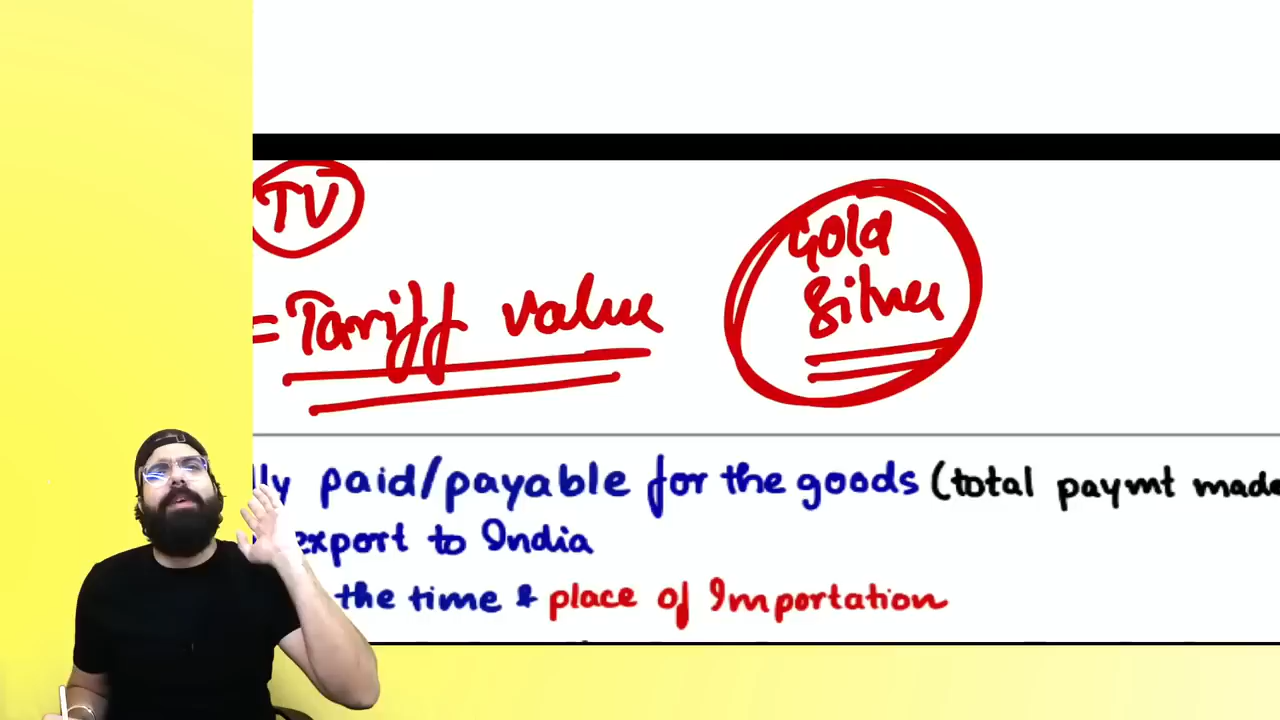 TV
= Tariff value
Gold
Silver
paid/payable for the goods (total paymt made
export to India
the time & place of Importation